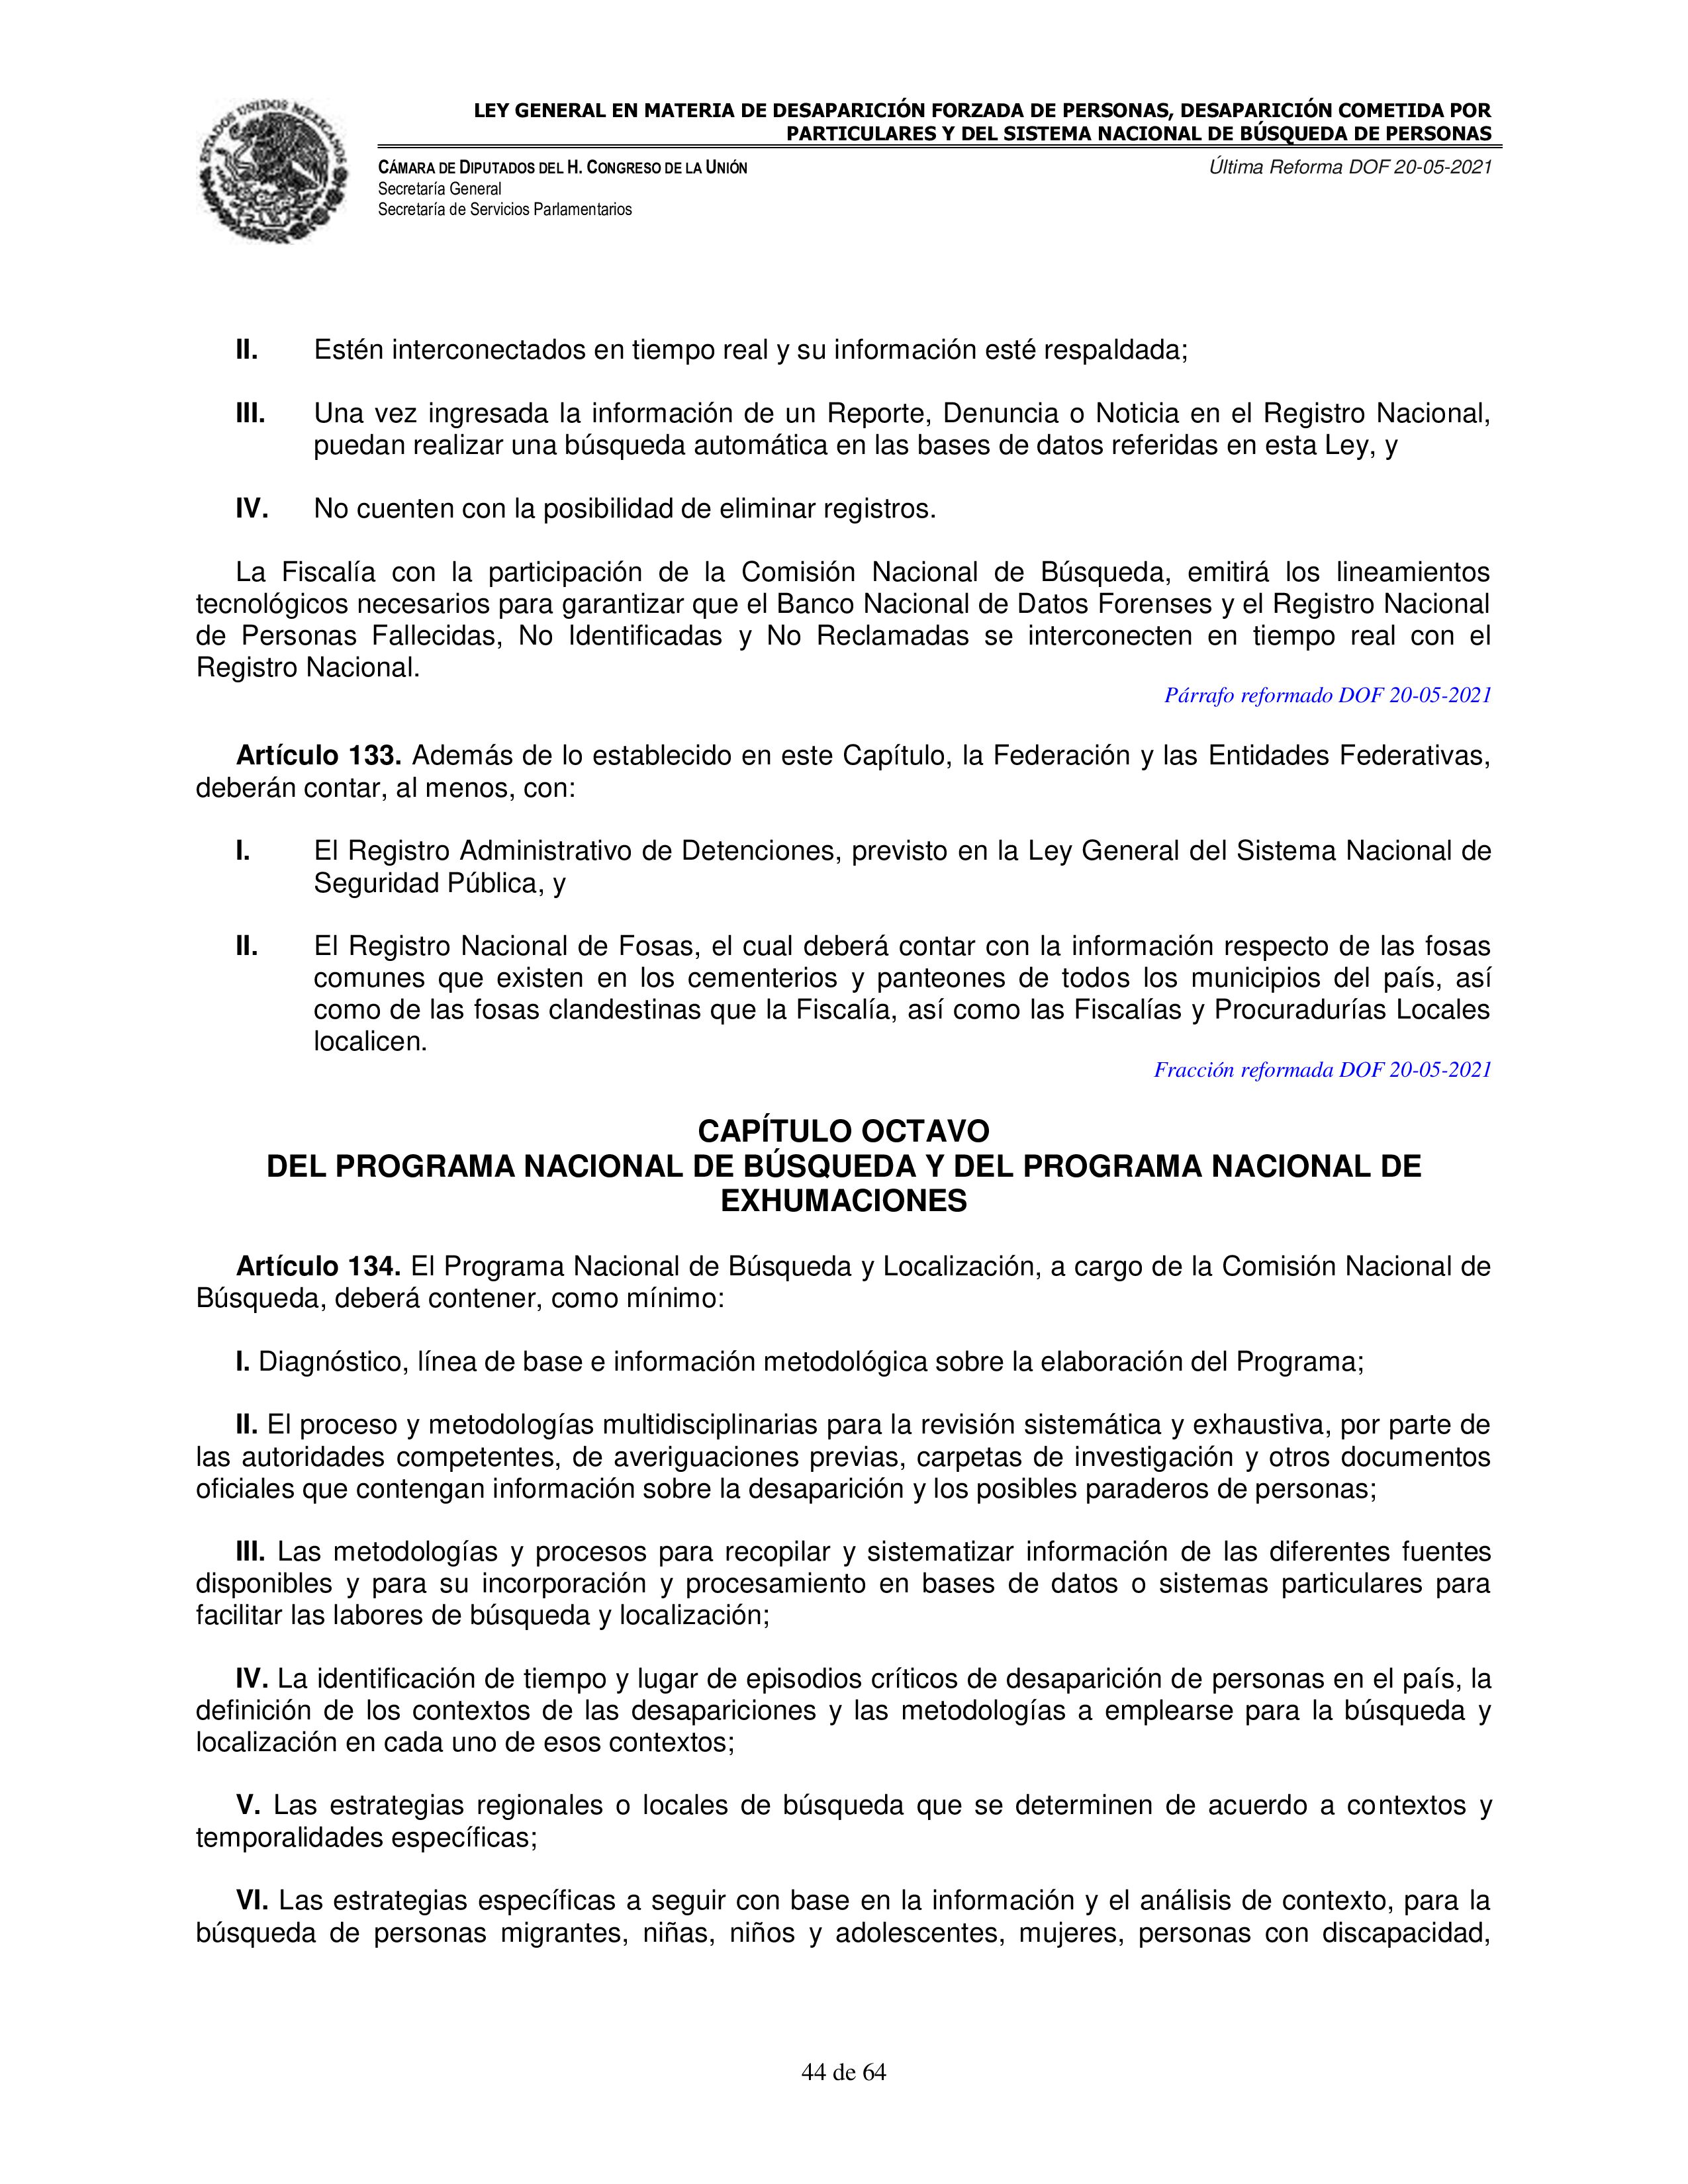 ESTADOS UNIDOS MEXICANOS
LEY GENERAL EN MATERIA DE DESAPARICIÓN FORZADA DE PERSONAS, DESAPARICIÓN COMETIDA POR
PARTICULARES Y DEL SISTEMA NACIONAL DE BÚSQUEDA DE PERSONAS
CÁMARA DE DIPUTADOS DEL H. CONGRESO DE LA UNIÓN
Última Reforma DOF 20-05-2021
Secretaría General
Secretaría de Servicios Parlamentarios
II. Estén interconectados en tiempo real y su información esté respaldada;
III. Una vez ingresada la información de un Reporte, Denuncia o Noticia en el Registro Nacional,
puedan realizar una búsqueda automática en las bases de datos referidas en esta Ley, y
IV. No cuenten con la posibilidad de eliminar registros.
La Fiscalía con la participación de la Comisión Nacional de Búsqueda, emitirá los lineamientos
tecnológicos necesarios para garantizar que el Banco Nacional de Datos Forenses y el Registro Nacional
de Personas Fallecidas, No Identificadas y No Reclamadas se interconecten en tiempo real con el
Registro Nacional.
Párrafo reformado DOF 20-05-2021
Artículo 133. Además de lo establecido en este Capítulo, la Federación y las Entidades Federativas,
deberán contar, al menos, con:
I. El Registro Administrativo de Detenciones, previsto en la Ley General del Sistema Nacional de
Seguridad Pública, y
II. El Registro Nacional de Fosas, el cual deberá contar con la información respecto de las fosas
comunes que existen en los cementerios y panteones de todos los municipios del país, así
como de las fosas clandestinas que la Fiscalía, así como las Fiscalías y Procuradurías Locales
localicen.
Fracción reformada DOF 20-05-2021
CAPÍTULO OCTAVO
DEL PROGRAMA NACIONAL DE BÚSQUEDA Y DEL PROGRAMA NACIONAL DE
EXHUMACIONES
Artículo 134. El Programa Nacional de Búsqueda y Localización, a cargo de la Comisión Nacional de
Búsqueda, deberá contener, como mínimo:
I. Diagnóstico, línea de base e información metodológica sobre la elaboración del Programa;
II. El proceso y metodologías multidisciplinarias para la revisión sistemática y exhaustiva, por parte de
las autoridades competentes, de averiguaciones previas, carpetas de investigación y otros documentos
oficiales que contengan información sobre la desaparición y los posibles paraderos de personas;
III. Las metodologías y procesos para recopilar y sistematizar información de las diferentes fuentes
disponibles y para su incorporación y procesamiento en bases de datos o sistemas particulares para
facilitar las labores de búsqueda y localización;
IV. La identificación de tiempo y lugar de episodios críticos de desaparición de personas en el país, la
definición de los contextos de las desapariciones y las metodologías a emplearse para la búsqueda y
localización en cada uno de esos contextos;
V. Las estrategias regionales o locales de búsqueda que se determinen de acuerdo a contextos y
temporalidades específicas;
VI. Las estrategias específicas a seguir con base en la información y el análisis de contexto, para la
búsqueda de personas migrantes, niñas, niños y adolescentes, mujeres, personas con discapacidad,
44 de 64